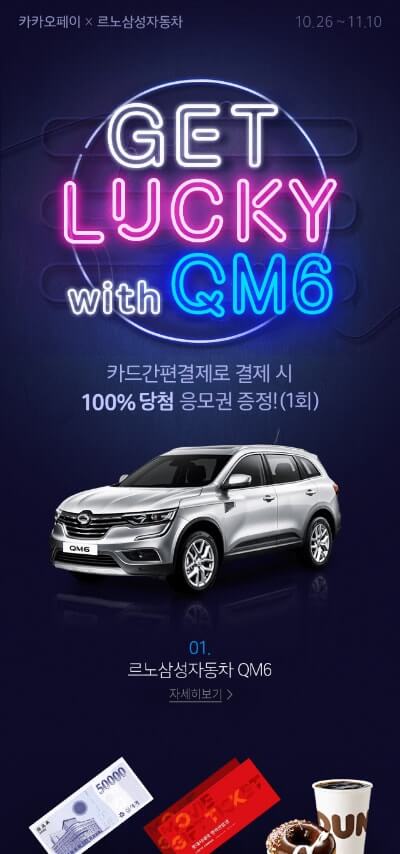 카카오페이 × 르노삼성자동차
10.26 ~ 11.10
GET
LUCKY
with QM6
카드간편결제로 결제 시
100% 당첨 응모권 증정!(1회)
QM6
01.
르노삼성자동차 QM6
자세히보기 >
50000